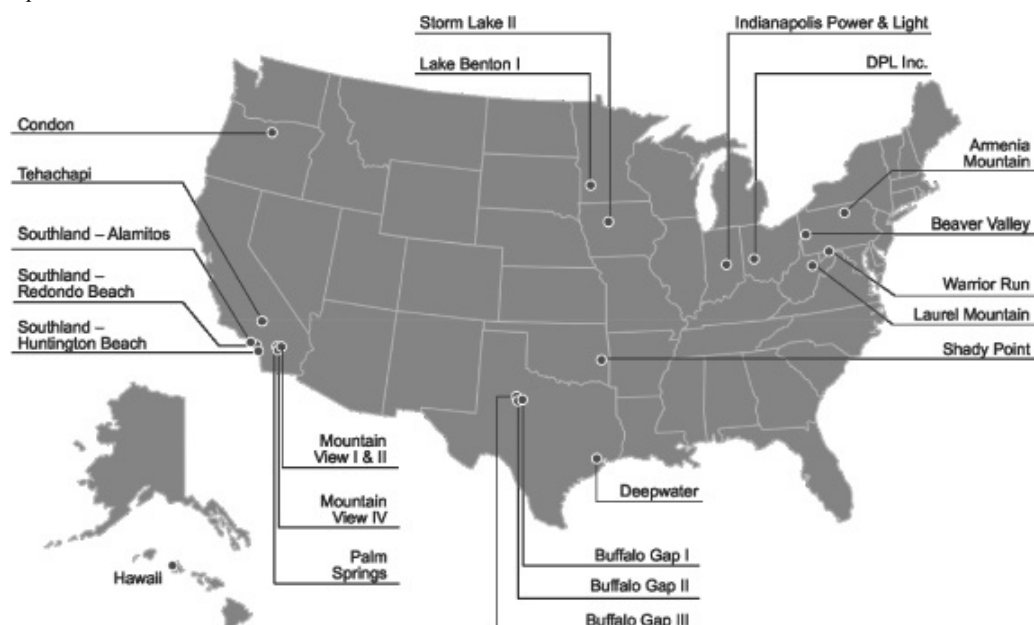 Storm Lake II
Indianapolis Power & Light
Lake Benton I
DPL Inc.
Condon
Armenia
Mountain
Tehachapi
Beaver Valley
Southland – Alamitos
Southland –
Redondo Beach
Warrior Run
Laurel Mountain
Southland –
Huntington Beach
Shady Point
Mountain
View I & II
Deepwater
Mountain
View IV
Palm
Springs
Buffalo Gap I
Hawaii
Buffalo Gap II
Buffalo Gap III